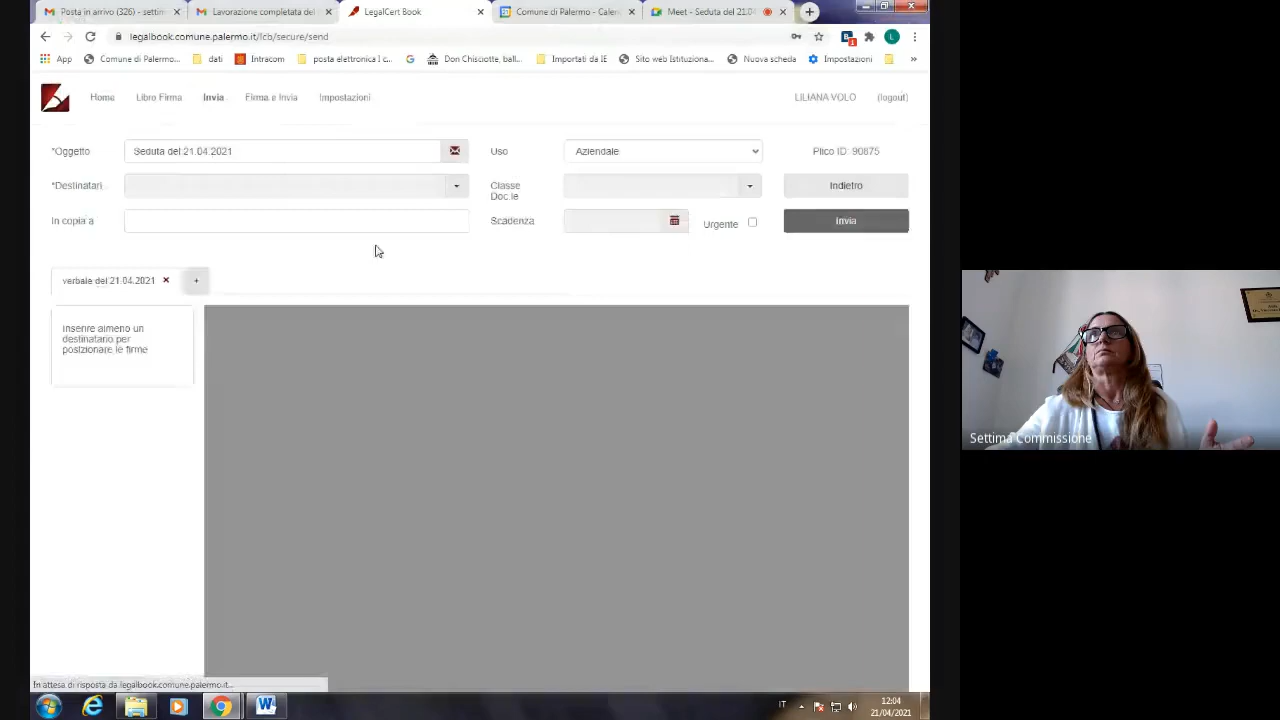 Posta in arrivo (326) - settim
Lavorazione completata del
LegalCert Book
Comune di Palermo - Calen
Meet - Seduta del 21.04
legalbook.comune.palermo.it/lcb/secure/send
App
Comune di Palermo...
dati
Intracom
posta elettronica I c...
Don Chisciotte, ball...
Importati da IE
Sito web Istituziona...
Nuova scheda
Impostazioni
»
Home
Libro Firma
Invia
Firma e Invia
Impostazioni
LILIANA VOLO
(logout)
*Oggetto
Seduta del 21.04.2021
Uso
Aziendale
Plico ID: 90875
*Destinatari
Classe
Doc.le
Indietro
In copia a
Scadenza
Urgente
Invia
verbale del 21.04.2021
+
Inserire almeno un
destinatario per
posizionare le firme
Settima Commissione
In attesa di risposta da legalbook.comune.palermo.it...
IT
12:04
21/04/2021